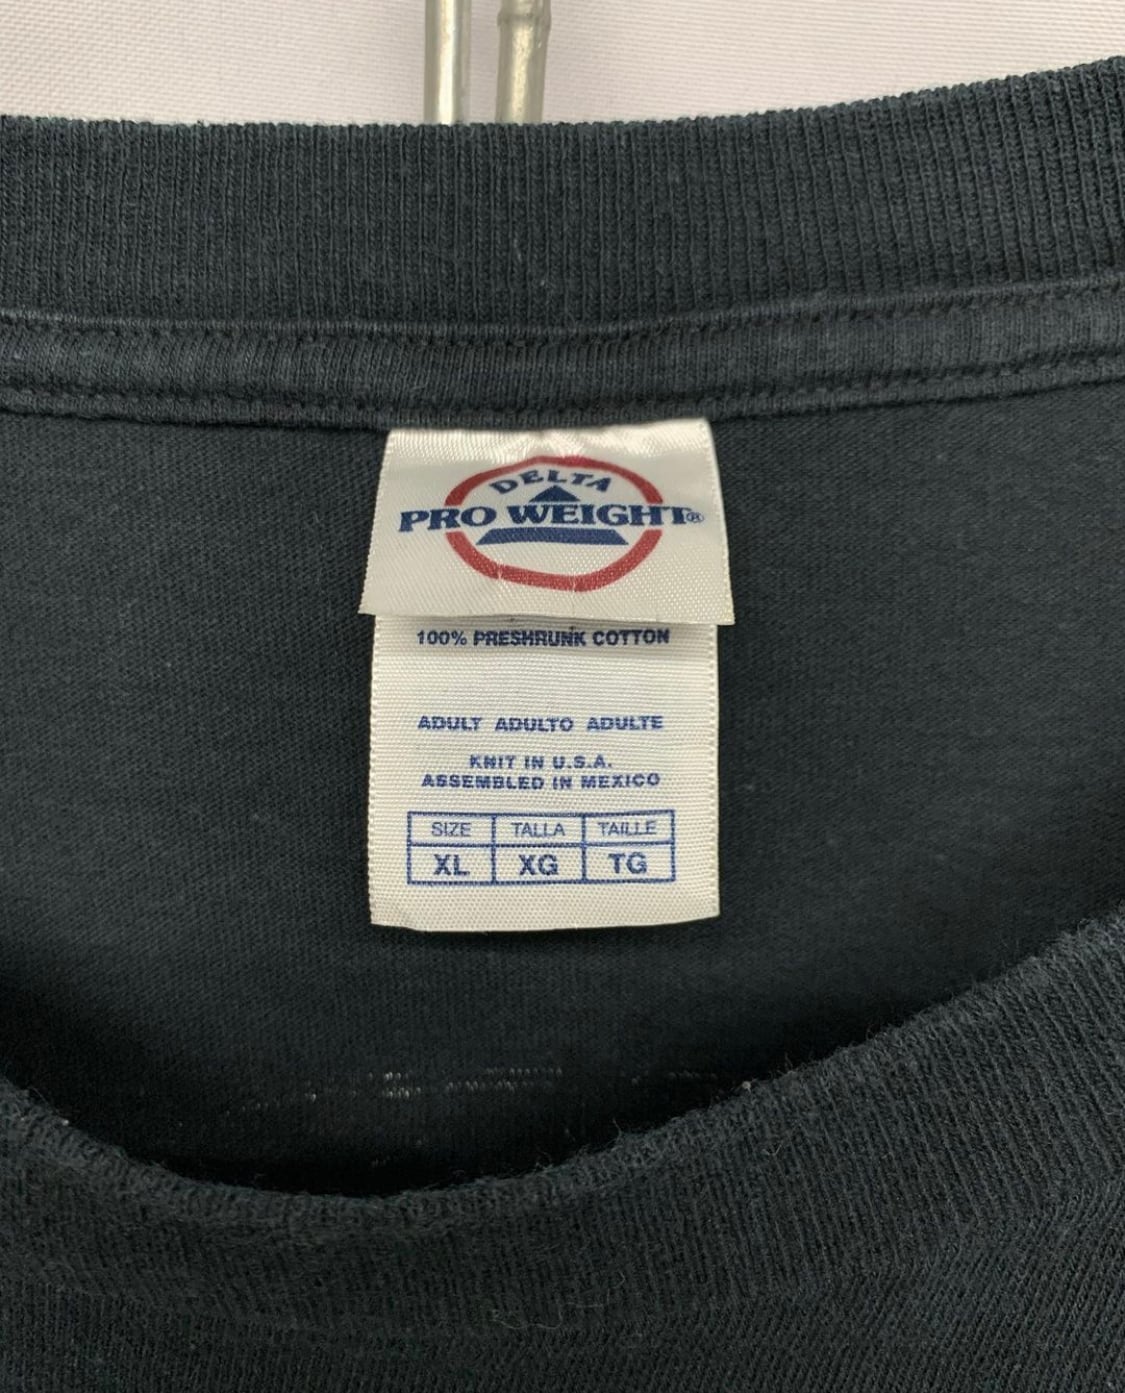 DELTA
PRO WEIGHT®
100% PRESHRUNK COTTON
ADULT ADULTO ADULTE
KNIT IN U.S.A.
ASSEMBLED IN MEXICO
SIZE TALLA TAILLE
XL XG TG